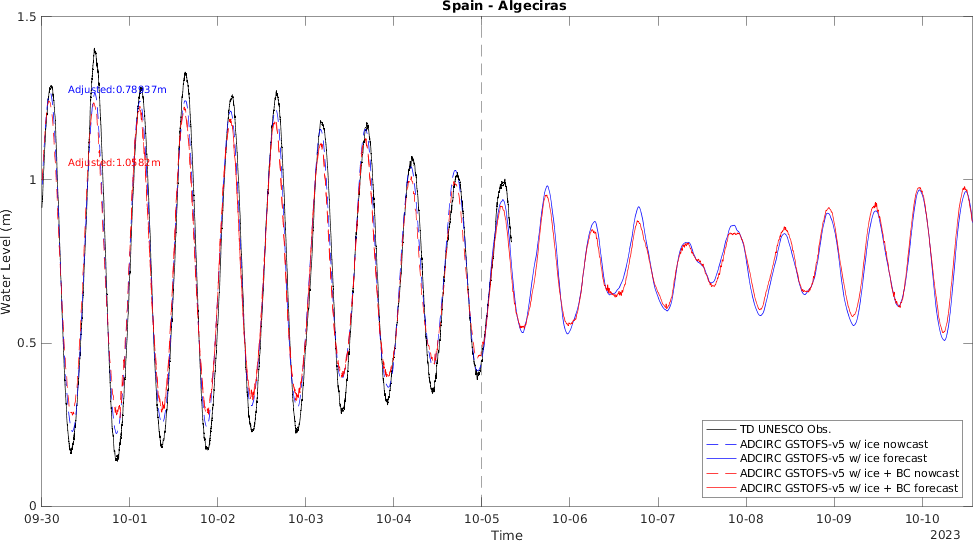 Spain - Algeciras
1.5
Adjusted:0.78937m
Adjusted:1.0582m
1
Water Level (m)
0.5
TD UNESCO Obs.
ADCIRC GSTOFS-v5 w/ ice nowcast
ADCIRC GSTOFS-v5 w/ ice forecast
ADCIRC GSTOFS-v5 w/ ice + BC nowcast
ADCIRC GSTOFS-v5 w/ ice + BC forecast
0
09-30 10-01 10-02 10-03 10-04 10-05 10-06 10-07 10-08 10-09 10-10
Time
2023